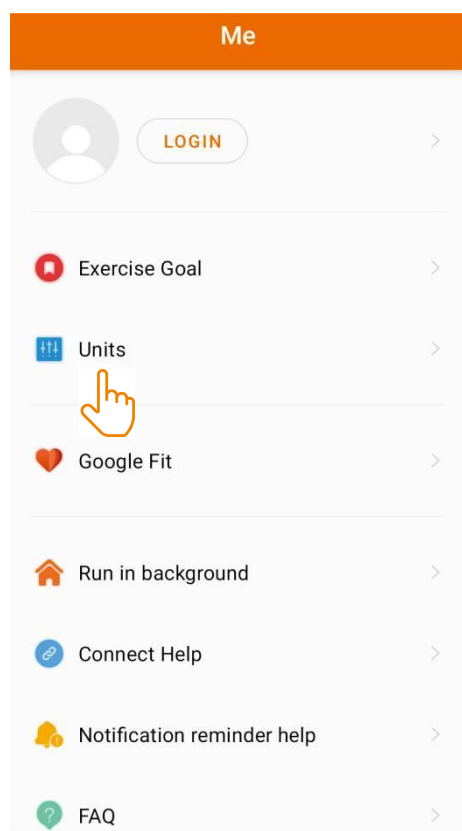 Me
LOGIN
Exercise Goal
Units
Google Fit
Run in background
Connect Help
Notification reminder help
FAQ